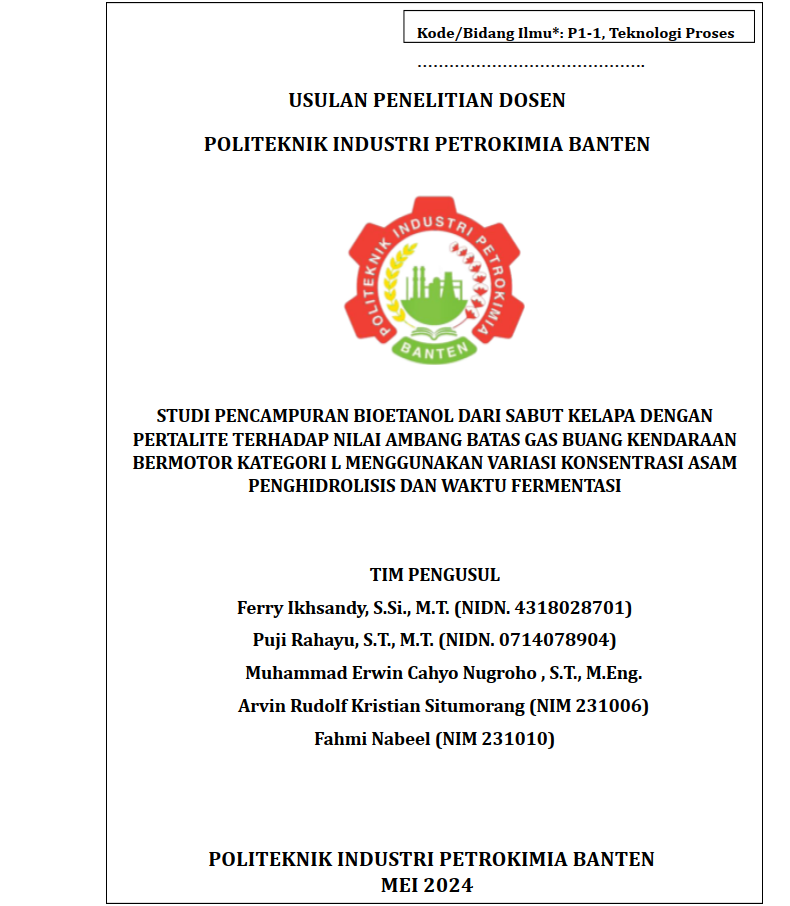 Kode/Bidang Ilmu*: P1-1, Teknologi Proses
…………………………………….
USULAN PENELITIAN DOSEN
POLITEKNIK INDUSTRI PETROKIMIA BANTEN
POLITEKNIK INDUSTRI PETROKIMIA
BANTEN
STUDI PENCAMPURAN BIOETANOL DARI SABUT KELAPA DENGAN
PERTALITE TERHADAP NILAI AMBANG BATAS GAS BUANG KENDARAAN
BERMOTOR KATEGORI L MENGGUNAKAN VARIASI KONSENTRASI ASAM
PENGHIDROLISIS DAN WAKTU FERMENTASI
TIM PENGUSUL
Ferry Ikhsandy, S.Si., M.T. (NIDN. 4318028701)
Puji Rahayu, S.T., M.T. (NIDN. 0714078904)
Muhammad Erwin Cahyo Nugroho , S.T., M.Eng.
Arvin Rudolf Kristian Situmorang (NIM 231006)
Fahmi Nabeel (NIM 231010)
POLITEKNIK INDUSTRI PETROKIMIA BANTEN
MEI 2024